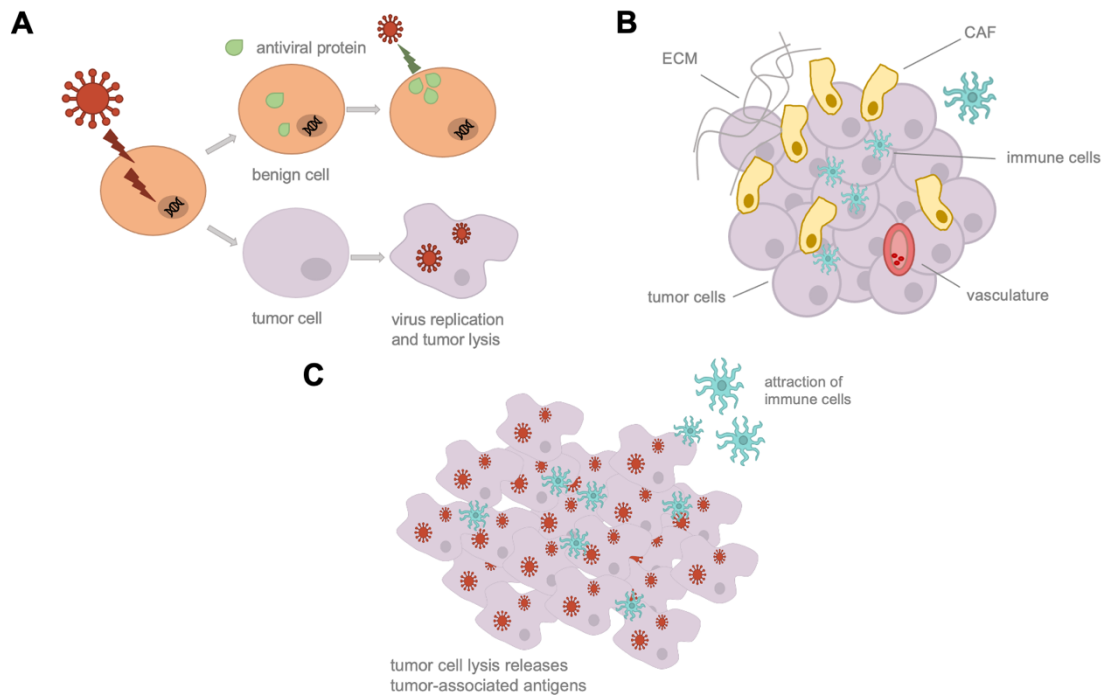 A
antiviral protein
benign cell
tumor cell
virus replication
and tumor lysis
B
ECM
CAF
immune cells
tumor cells
vasculature
C
attraction of
immune cells
tumor cell lysis releases
tumor-associated antigens